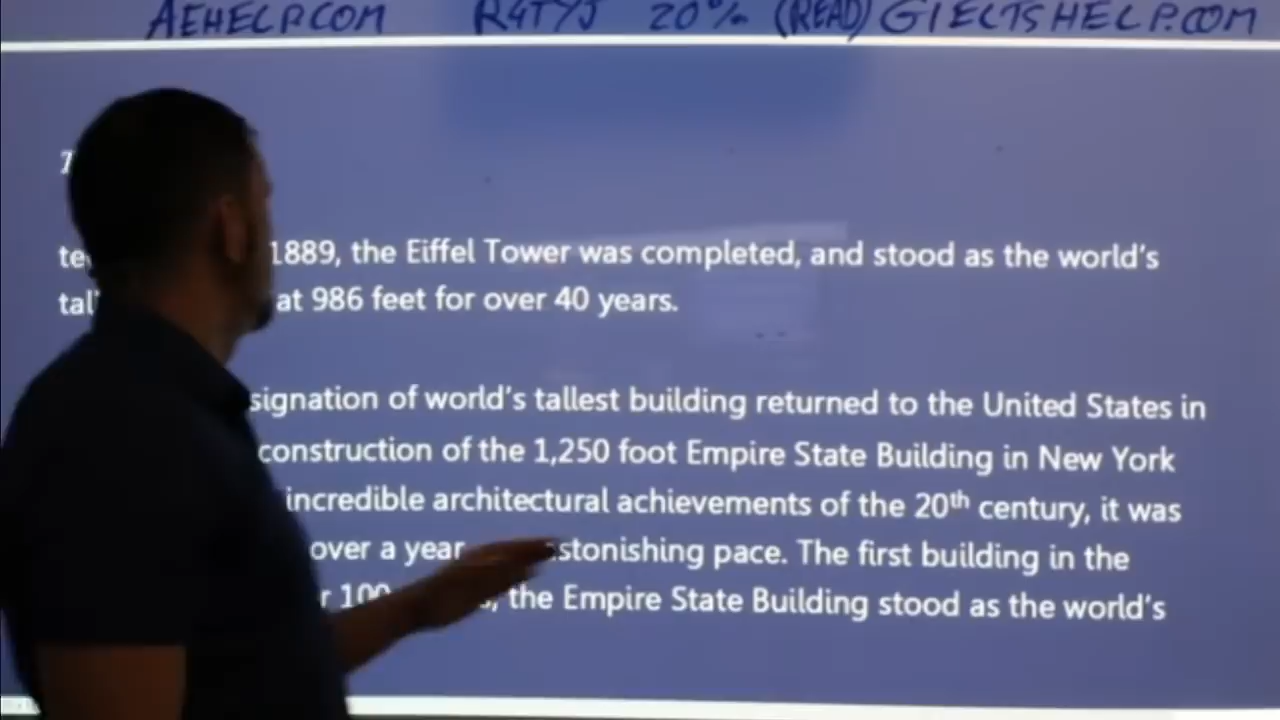 AEHELP.COM R4TYJ 20% (READ) GIELTSHELP.COM
1889, the Eiffel Tower was completed, and stood as the world's
at 986 feet for over 40 years.
of world's tallest building returned to the United States in
construction of the 1,250 foot Empire State Building in New York
incredible architectural achievements of the 20th century, it was
over a year pace. The first building in the
the Empire State Building stood as the world's